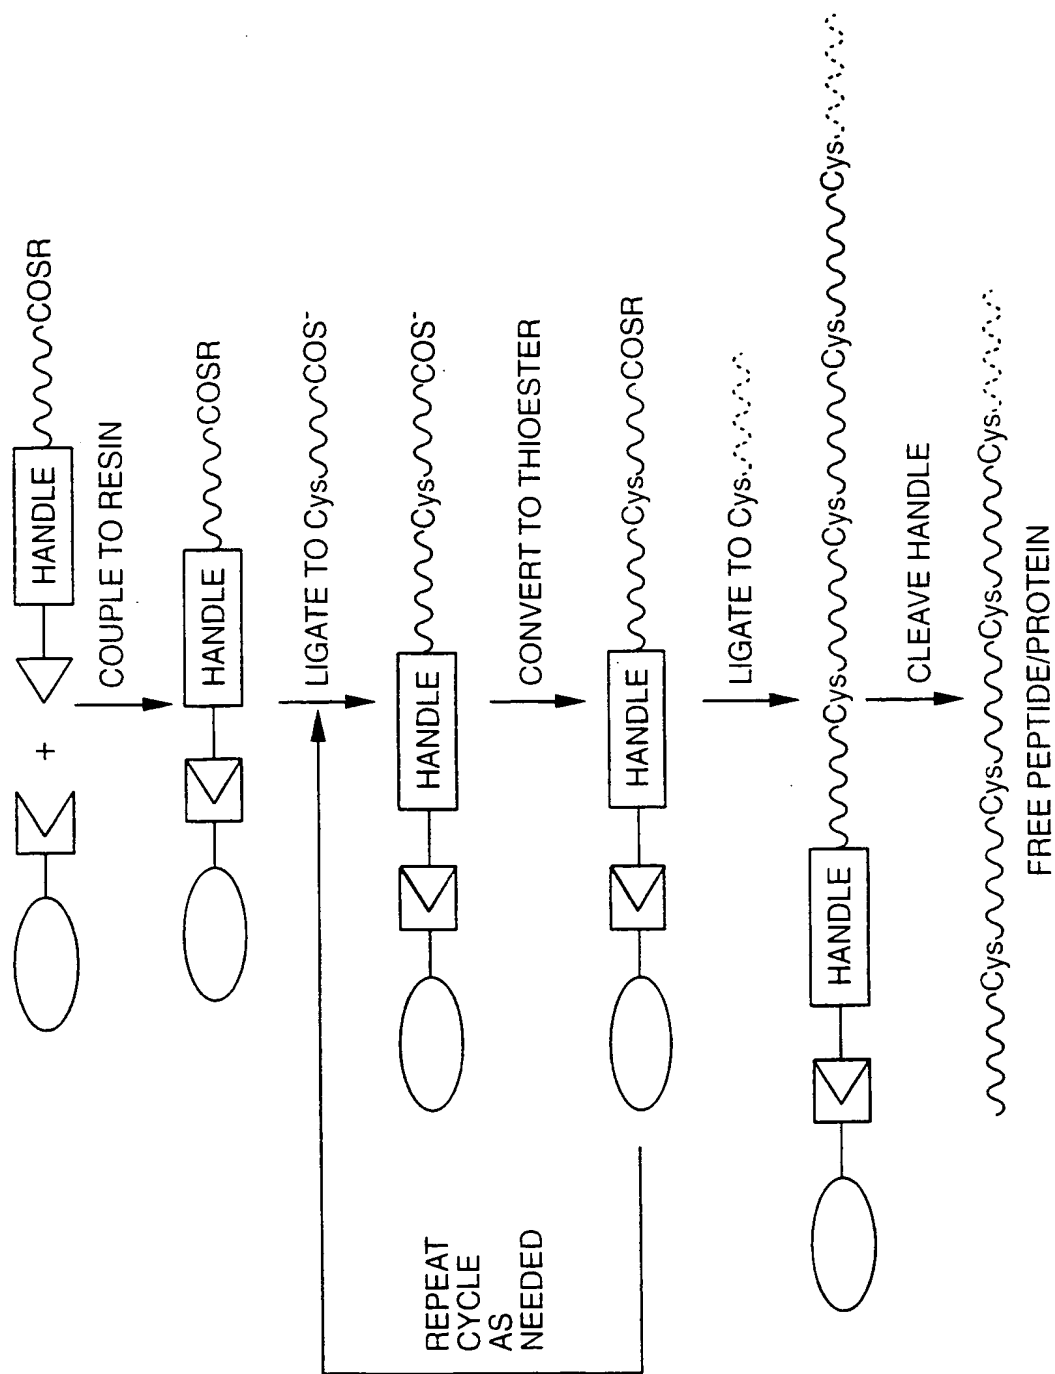 + HANDLE COSR
COUPLE TO RESIN
HANDLE COSR
LIGATE TO Cys COS⁻
HANDLE Cys COS⁻
REPEAT
CYCLE
AS
NEEDED
CONVERT TO THIOESTER
HANDLE Cys COSR
LIGATE TO Cys
HANDLE Cys Cys Cys Cys
CLEAVE HANDLE
Cys Cys Cys Cys
FREE PEPTIDE/PROTEIN